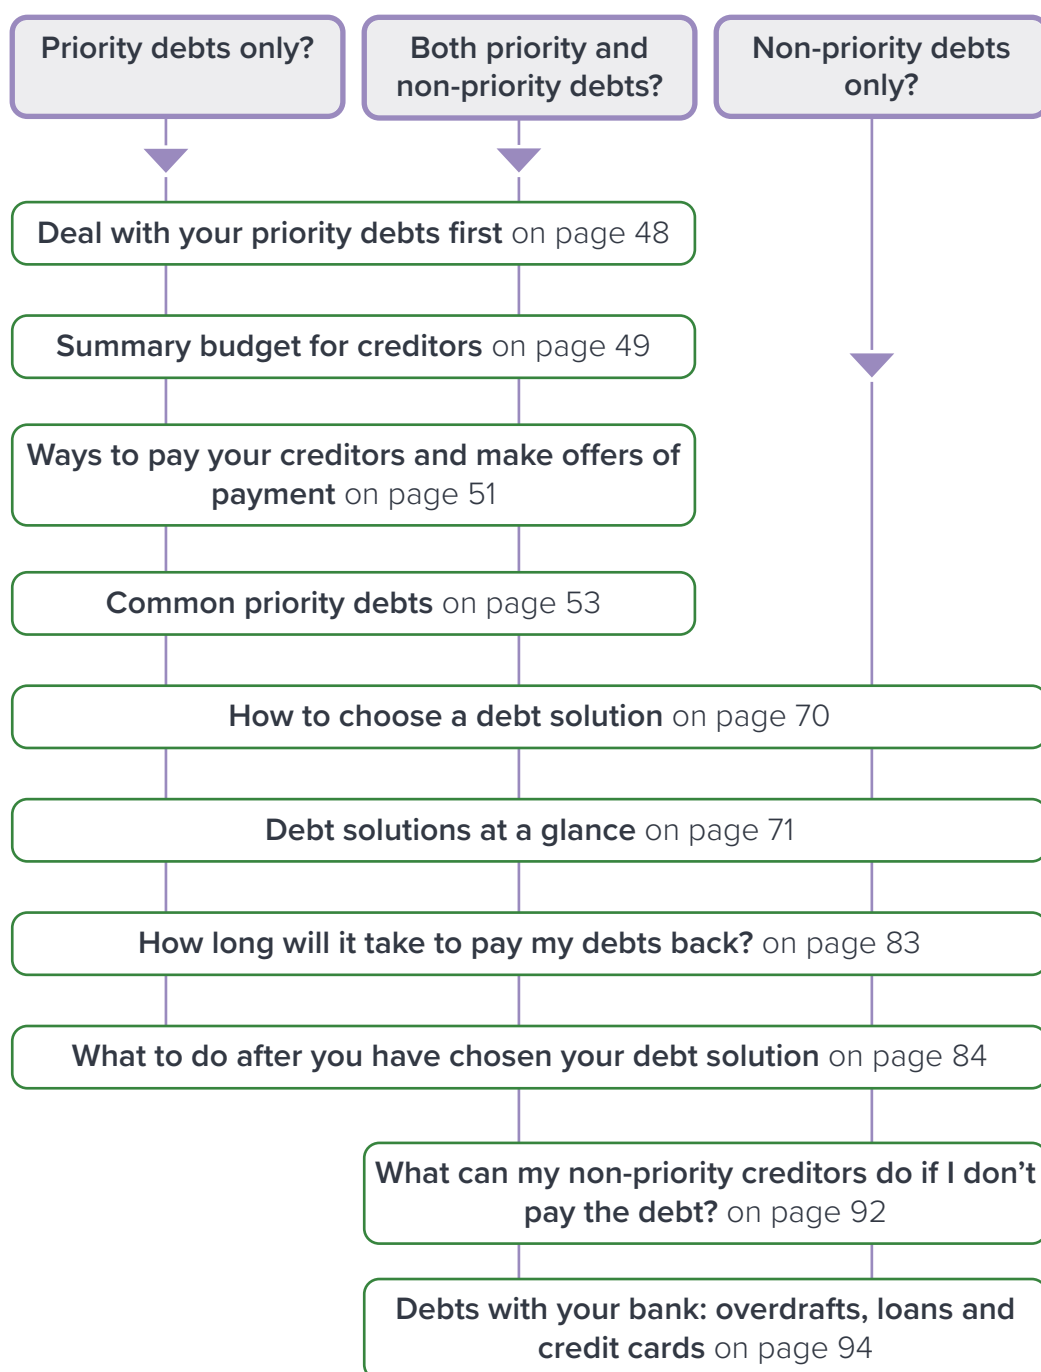 Priority debts only?
Both priority and
non-priority debts?
Non-priority debts
only?
Deal with your priority debts first on page 48
Summary budget for creditors on page 49
Ways to pay your creditors and make offers of
payment on page 51
Common priority debts on page 53
How to choose a debt solution on page 70
Debt solutions at a glance on page 71
How long will it take to pay my debts back? on page 83
What to do after you have chosen your debt solution on page 84
What can my non-priority creditors do if I don’t
pay the debt? on page 92
Debts with your bank: overdrafts, loans and
credit cards on page 94